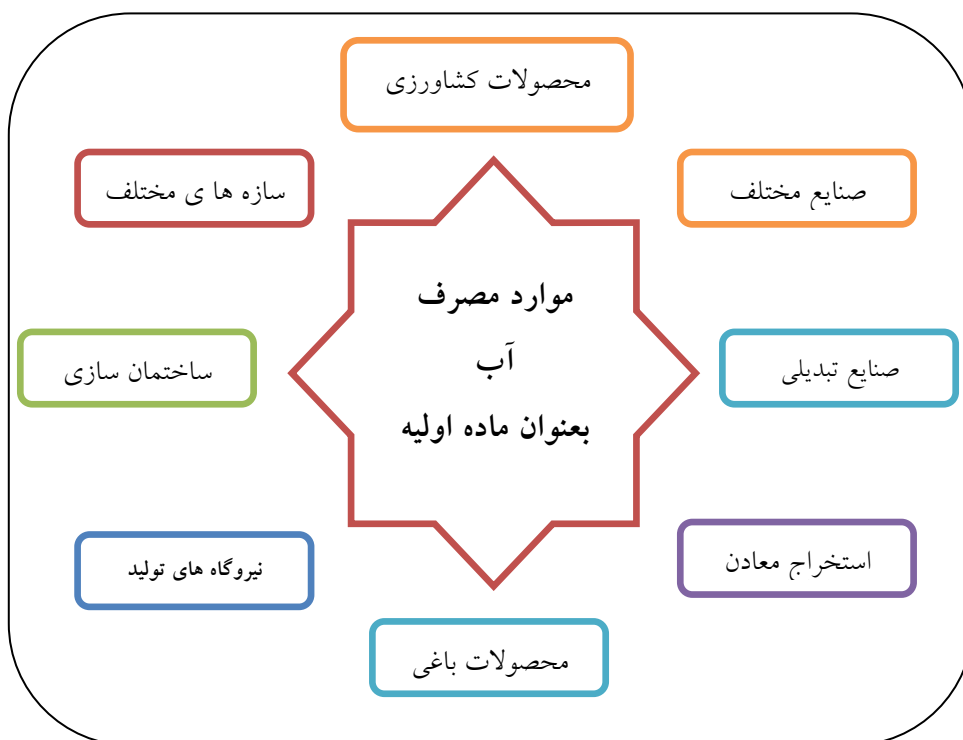 محصولات کشاورزی
صنایع مختلف
سازه ها ی مختلف
موارد مصرف
آب
بعنوان ماده اولیه
صنایع تبدیلی
ساختمان سازی
استخراج معادن
نیروگاه های تولید
محصولات باغی